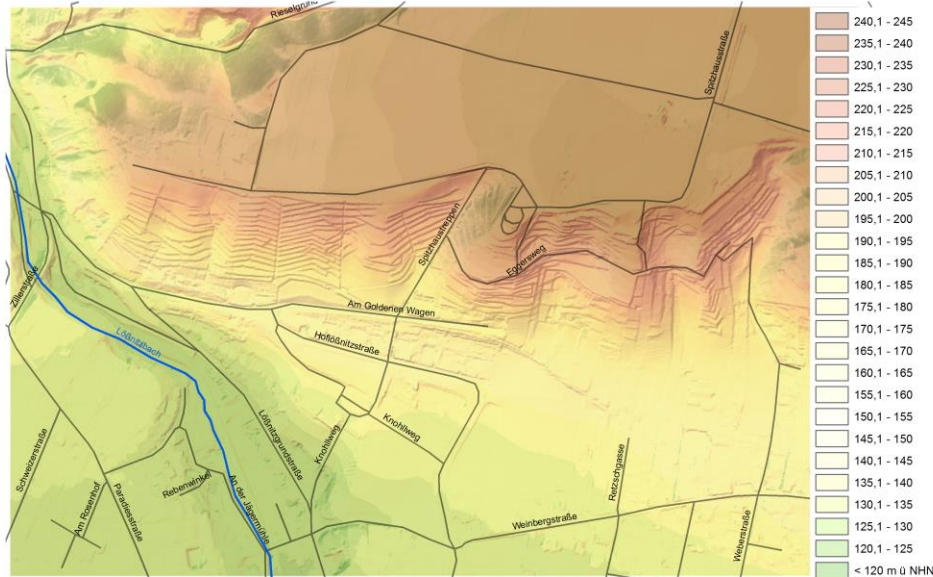 Rieselgrund
Spitzhausstraße
Spitzhaustreppen
Eggersweg
Zillerstraße
Am Goldenen Wagen
Lößnitzbach
Hoflößnitzstraße
Knohllweg
Knohllweg
Lößnitzgrundstraße
Schweizerstraße
Am Rosenhof
Paradiesstraße
Rebenwinkel
An der Jägermühle
Retzschgasse
Weinbergstraße
Weberstraße
240,1 - 245
235,1 - 240
230,1 - 235
225,1 - 230
220,1 - 225
215,1 - 220
210,1 - 215
205,1 - 210
200,1 - 205
195,1 - 200
190,1 - 195
185,1 - 190
180,1 - 185
175,1 - 180
170,1 - 175
165,1 - 170
160,1 - 165
155,1 - 160
150,1 - 155
145,1 - 150
140,1 - 145
135,1 - 140
130,1 - 135
125,1 - 130
120,1 - 125
< 120 m ü NHN